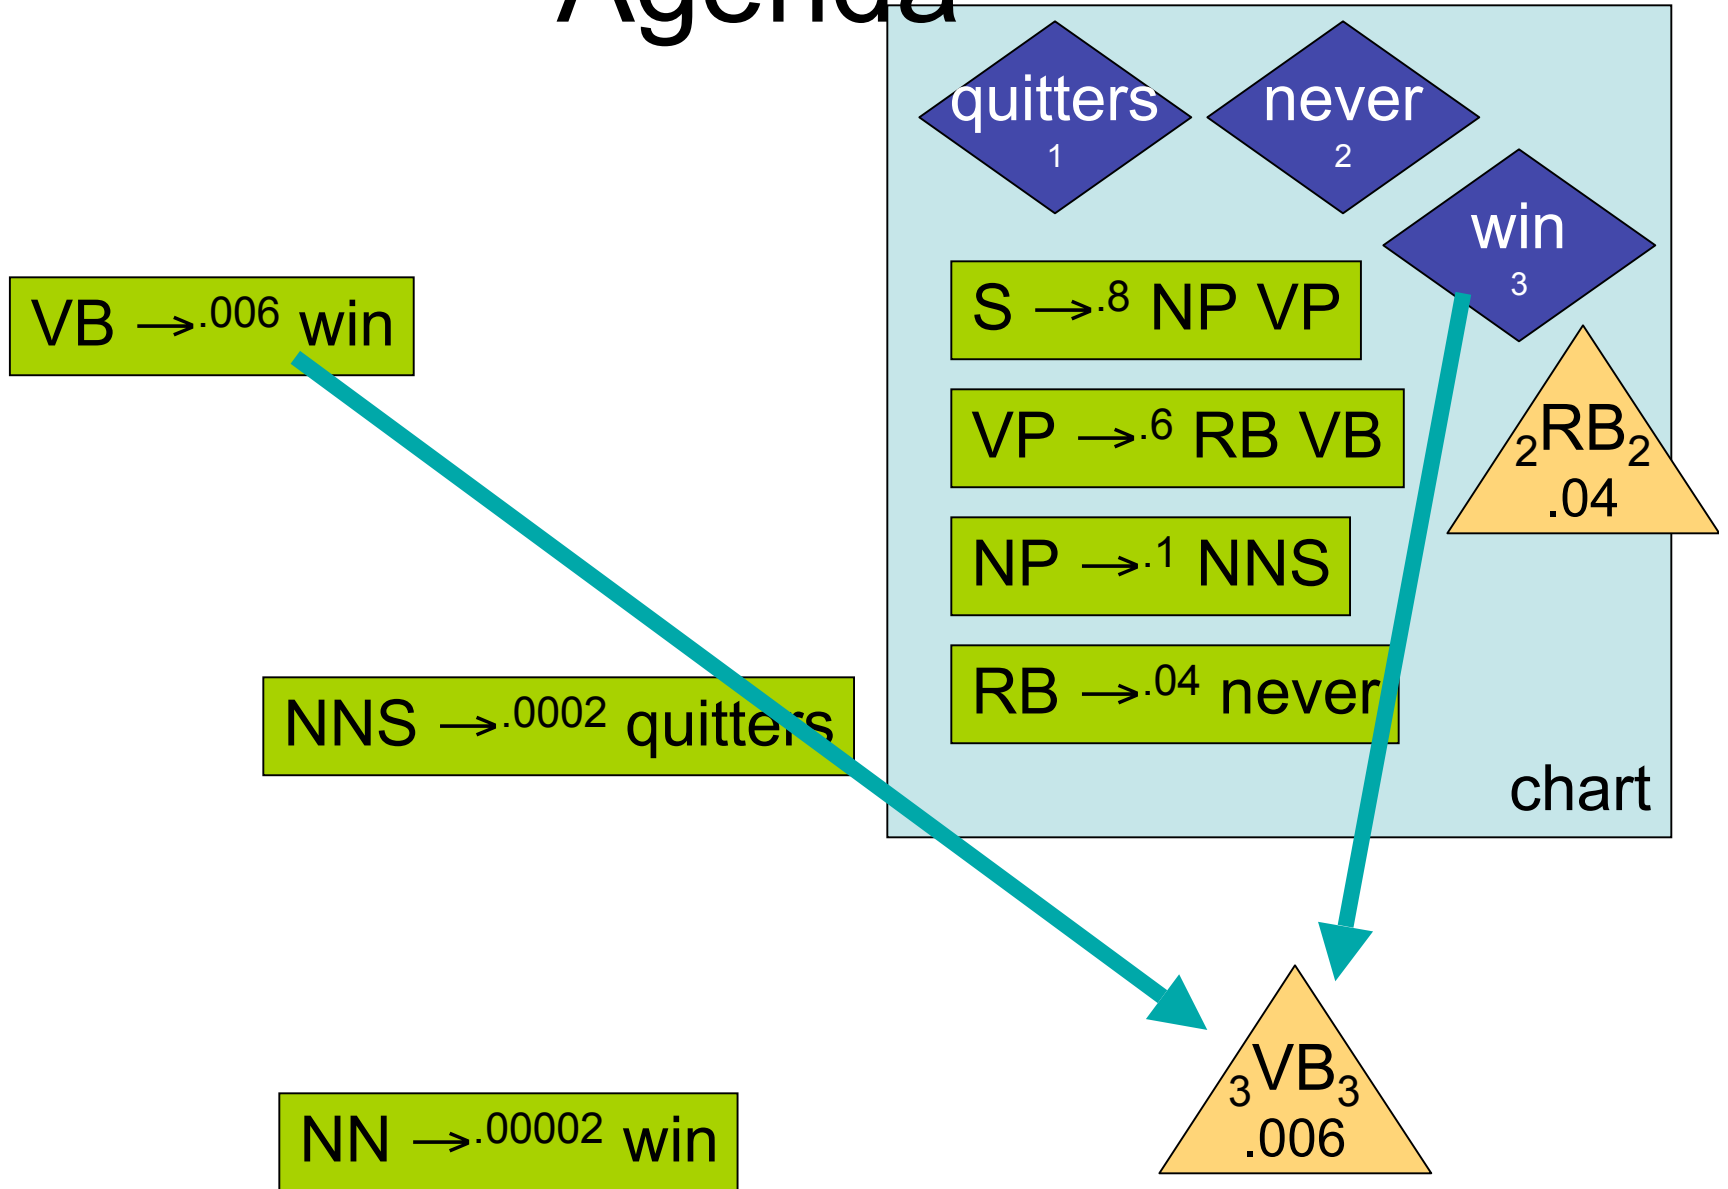 Agenda
quitters
1
never
2
win
3
VB →.006 win
S →.8 NP VP
VP →.6 RB VB
2RB2
.04
NP →.1 NNS
RB →.04 never
NNS →.0002 quitters
chart
3VB3
.006
NN →.00002 win